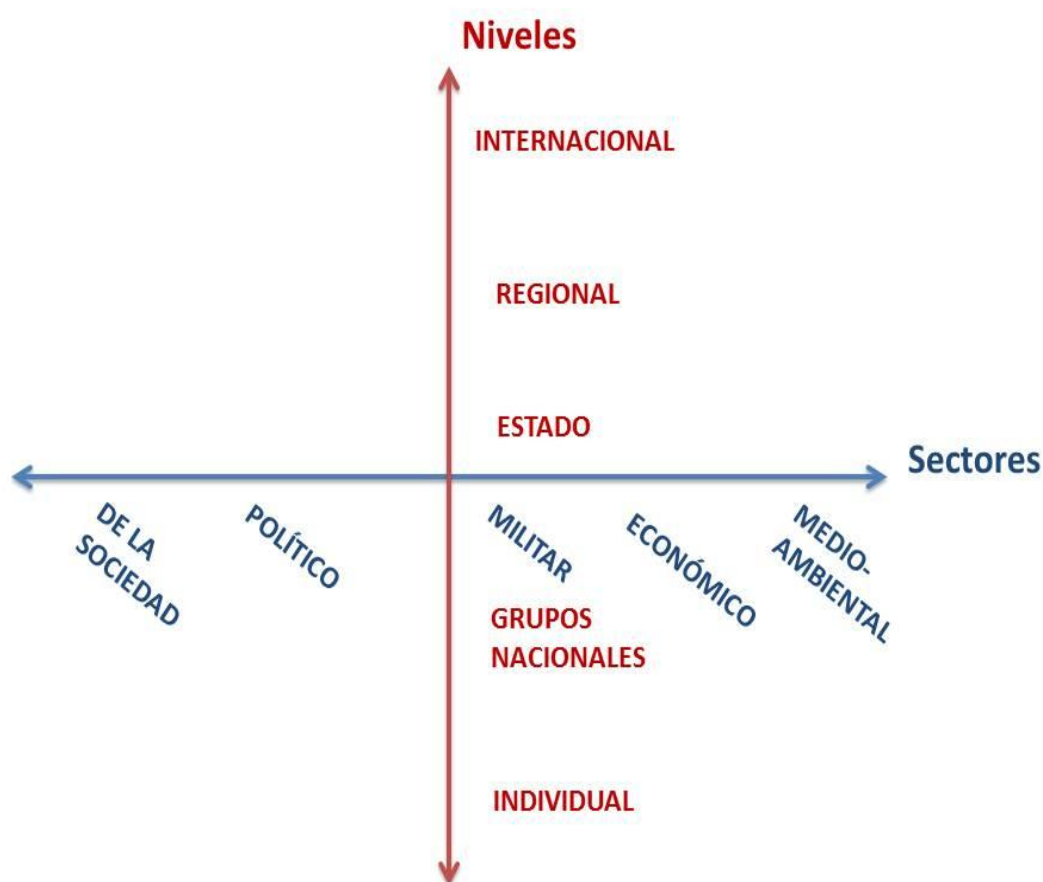 Niveles
INTERNACIONAL
REGIONAL
ESTADO
Sectores
DE LA
SOCIEDAD
POLÍTICO
MILITAR
ECONÓMICO
MEDIO-
AMBIENTAL
GRUPOS
NACIONALES
INDIVIDUAL